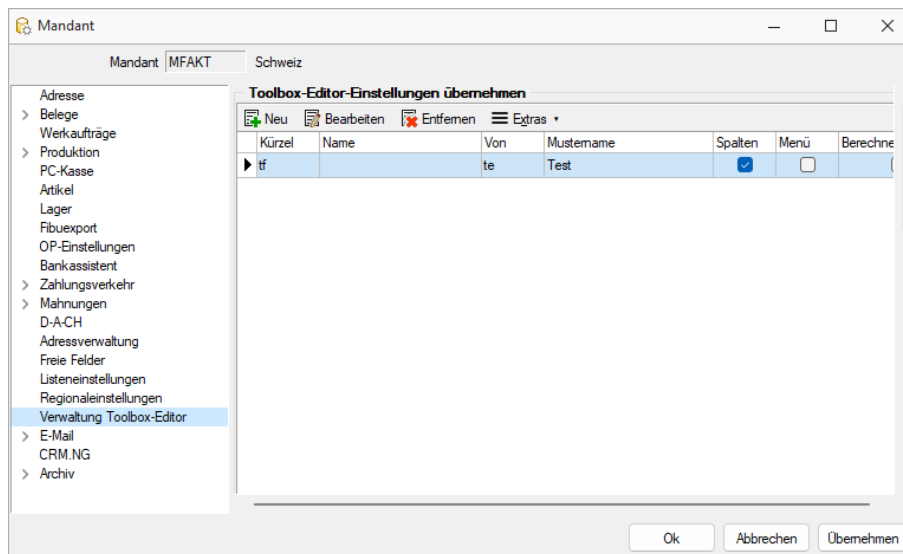 Mandant
Mandant MFAKT Schweiz
Adresse
Belege
Werkaufträge
Produktion
PC-Kasse
Artikel
Lager
Fibuexport
OP-Einstellungen
Bankassistent
Zahlungsverkehr
Mahnungen
D-A-CH
Adressverwaltung
Freie Felder
Listeneinstellungen
Regionaleinstellungen
Verwaltung Toolbox-Editor
E-Mail
CRM.NG
Archiv
Toolbox-Editor-Einstellungen übernehmen
Neu Bearbeiten Entfernen Extras
Kürzel Name Von Mustername Spalten Menü Berechne
tf te Test
Ok Abbrechen Übernehmen